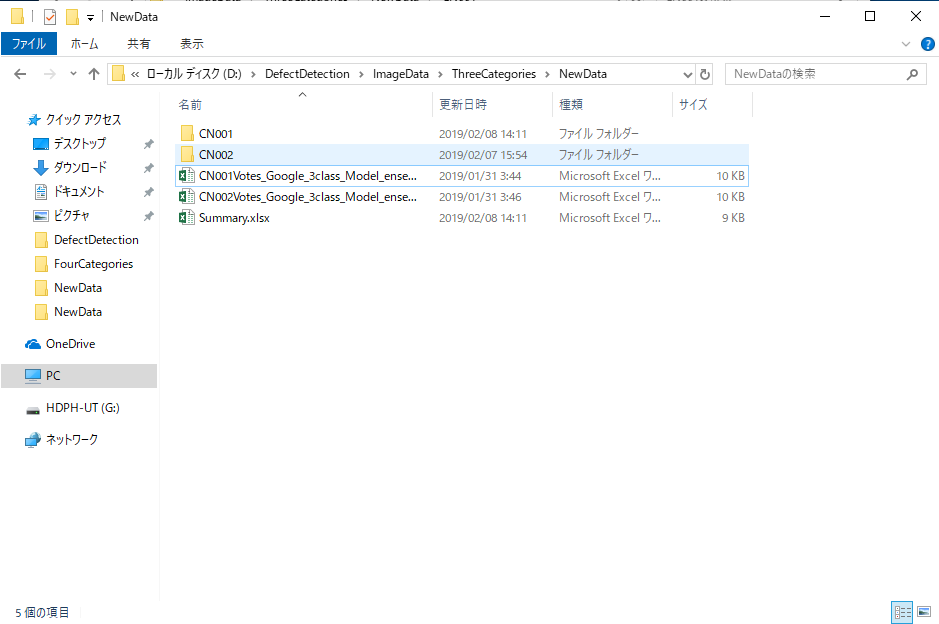 NewData
ファイル ホーム 共有 表示
« ローカル ディスク (D:) › DefectDetection › ImageData › ThreeCategories › NewData
NewDataの検索
クイック アクセス
デスクトップ
ダウンロード
ドキュメント
ピクチャ
DefectDetection
FourCategories
NewData
NewData
OneDrive
PC
HDPH-UT (G:)
ネットワーク
名前 更新日時 種類 サイズ
CN001 2019/02/08 14:11 ファイル フォルダー
CN002 2019/02/07 15:54 ファイル フォルダー
CN001Votes_Google_3class_Model_ense... 2019/01/31 3:44 Microsoft Excel ワ... 10 KB
CN002Votes_Google_3class_Model_ense... 2019/01/31 3:46 Microsoft Excel ワ... 10 KB
Summary.xlsx 2019/02/08 14:11 Microsoft Excel ワ... 9 KB
5 個の項目